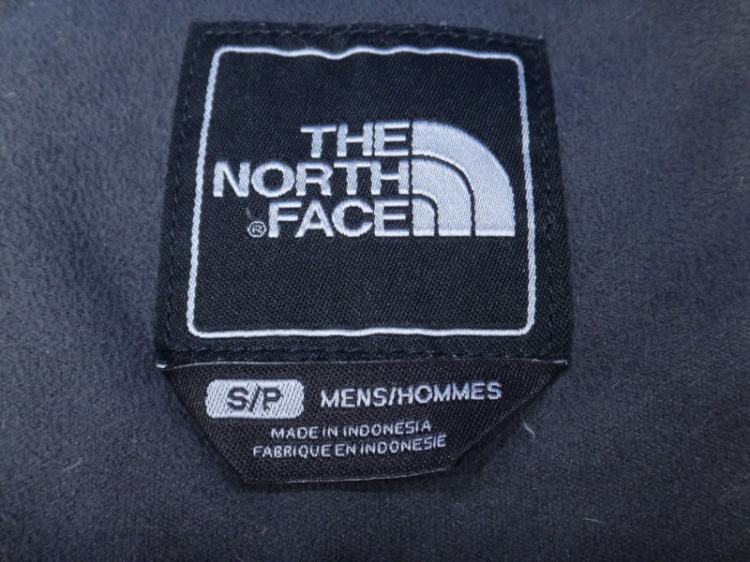 THE
NORTH
®FACE
S/P MENS/HOMMES
MADE IN INDONESIA
FABRIQUE EN INDONESIE